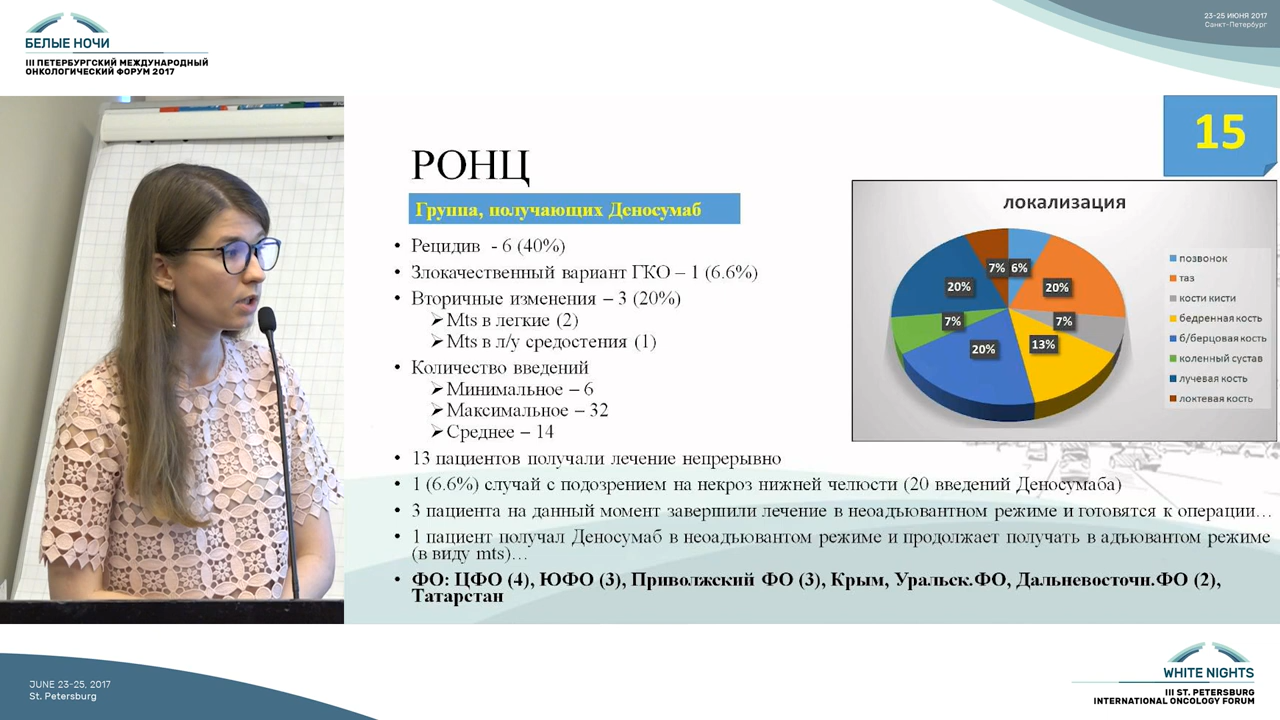 БЕЛЫЕ НОЧИ
III ПЕТЕРБУРГСКИЙ МЕЖДУНАРОДНЫЙ
ОНКОЛОГИЧЕСКИЙ ФОРУМ 2017
23-25 ИЮНЯ 2017
Санкт-Петербург
15
РОНЦ
Группа, получающих Деносумаб
• Рецидив - 6 (40%)
• Злокачественный вариант ГКО – 1 (6.6%)
• Вторичные изменения – 3 (20%)
➢Mts в легкие (2)
➢Mts в л/у средостения (1)
• Количество введений
➢Минимальное – 6
➢Максимальное – 32
➢Среднее – 14
• 13 пациентов получали лечение непрерывно
• 1 (6.6%) случай с подозрением на некроз нижней челюсти (20 введений Деносумаба)
• 3 пациента на данный момент завершили лечение в неоадъювантном режиме и готовятся к операции…
• 1 пациент получал Деносумаб в неоадъювантом режиме и продолжает получать в адъювантом режиме
(в виду mts)…
• ФО: ЦФО (4), ЮФО (3), Приволжский ФО (3), Крым, Уральск.ФО, Дальневосточн.ФО (2),
Татарстан
локализация
7% 6%
20% 20%
7% 7%
20% 13%
позвонок
таз
кости кисти
бедренная кость
б/берцовая кость
коленный сустав
лучевая кость
локтевая кость
JUNE 23-25, 2017
St. Petersburg
WHITE NIGHTS
III ST. PETERSBURG
INTERNATIONAL ONCOLOGY FORUM